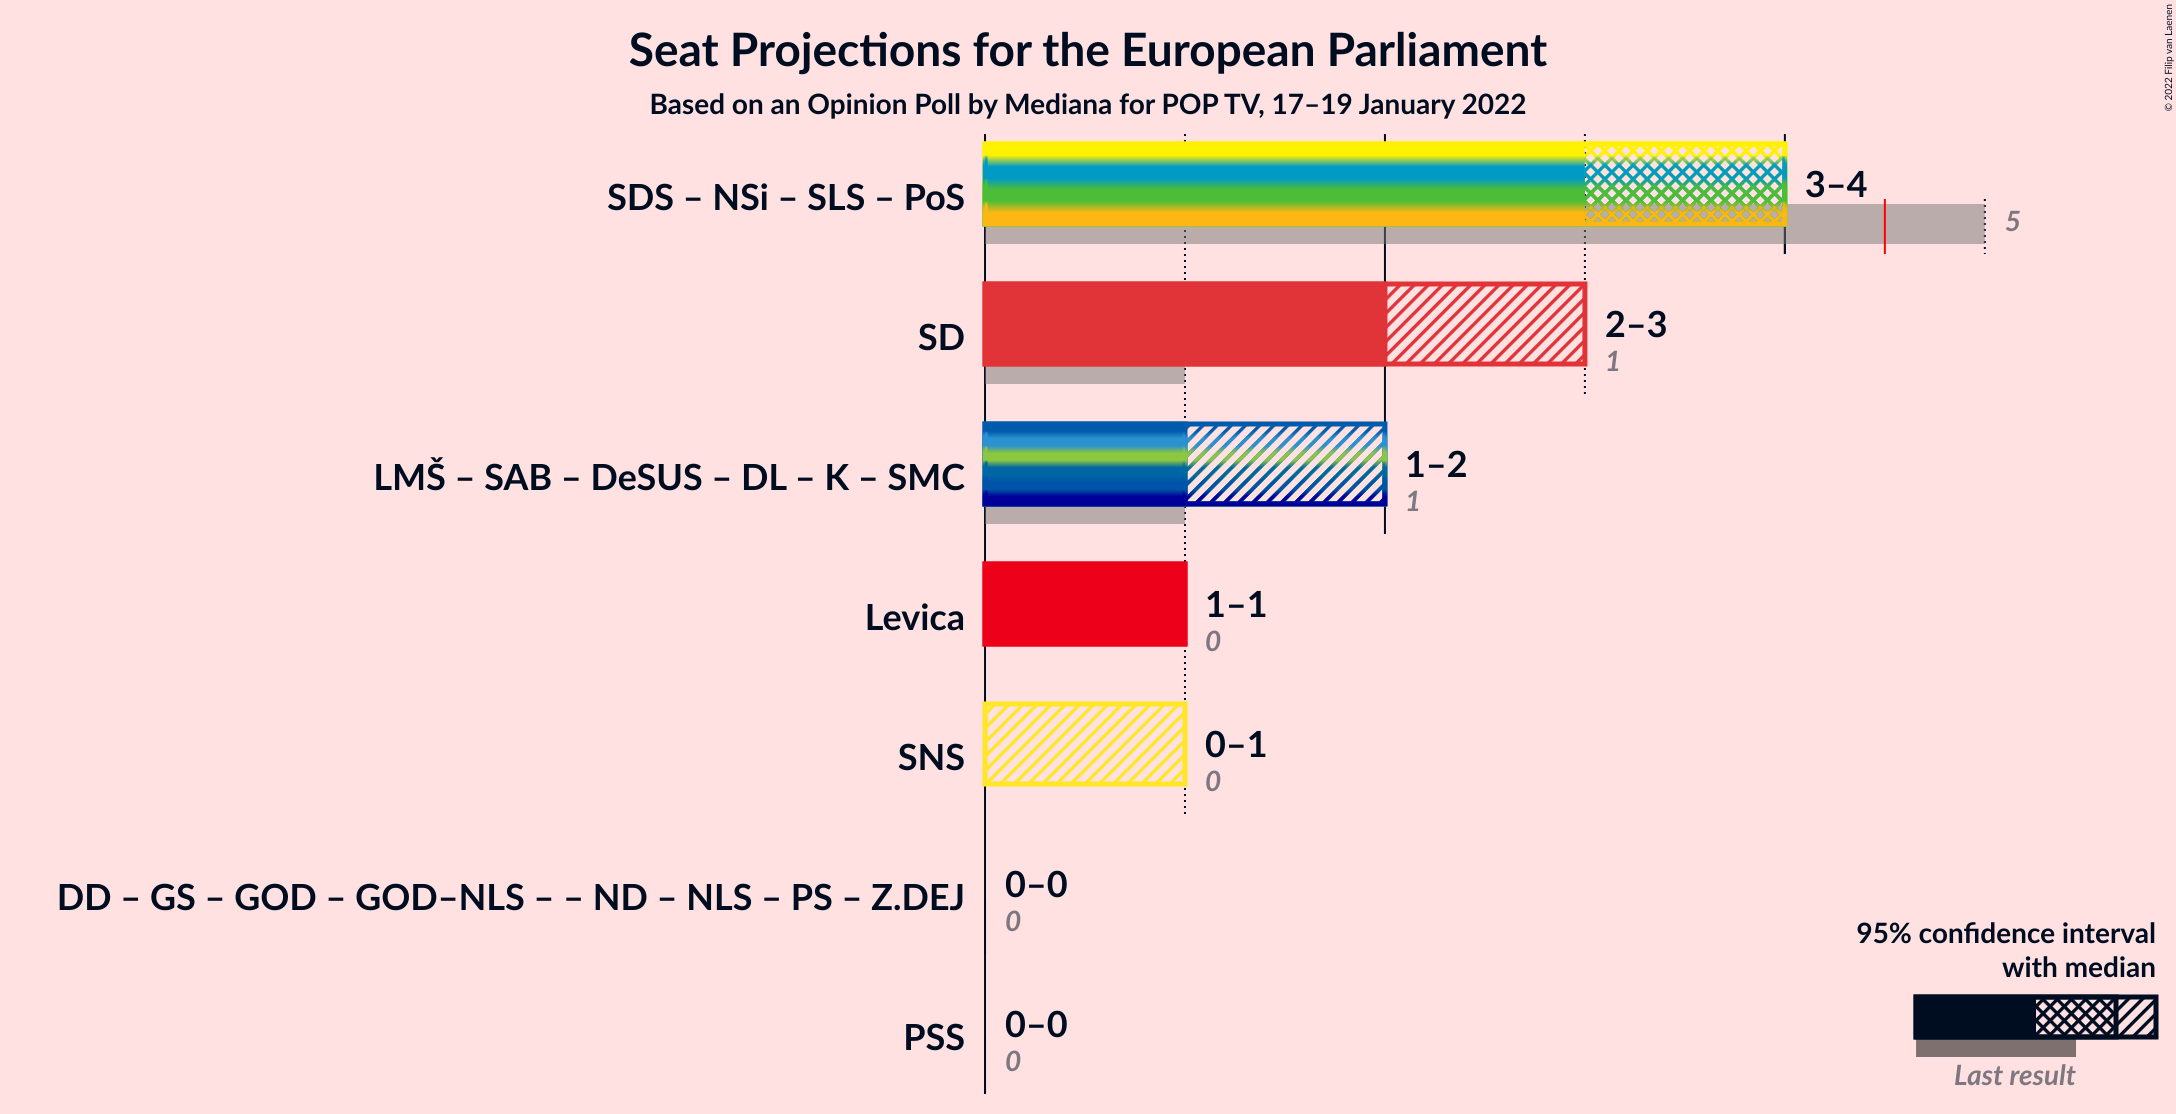 Seat Projections for the European Parliament
Based on an Opinion Poll by Mediana for POP TV, 17–19 January 2022
© 2022 Filip van Laenen
SDS – NSi – SLS – PoS
3–4
5
SD
2–3
1
LMŠ – SAB – DeSUS – DL – K – SMC
1–2
1
Levica
1–1
0
SNS
0–1
0
DD – GS – GOD – GOD–NLS – – ND – NLS – PS – Z.DEJ
0–0
0
PSS
0–0
0
95% confidence interval
with median
Last result